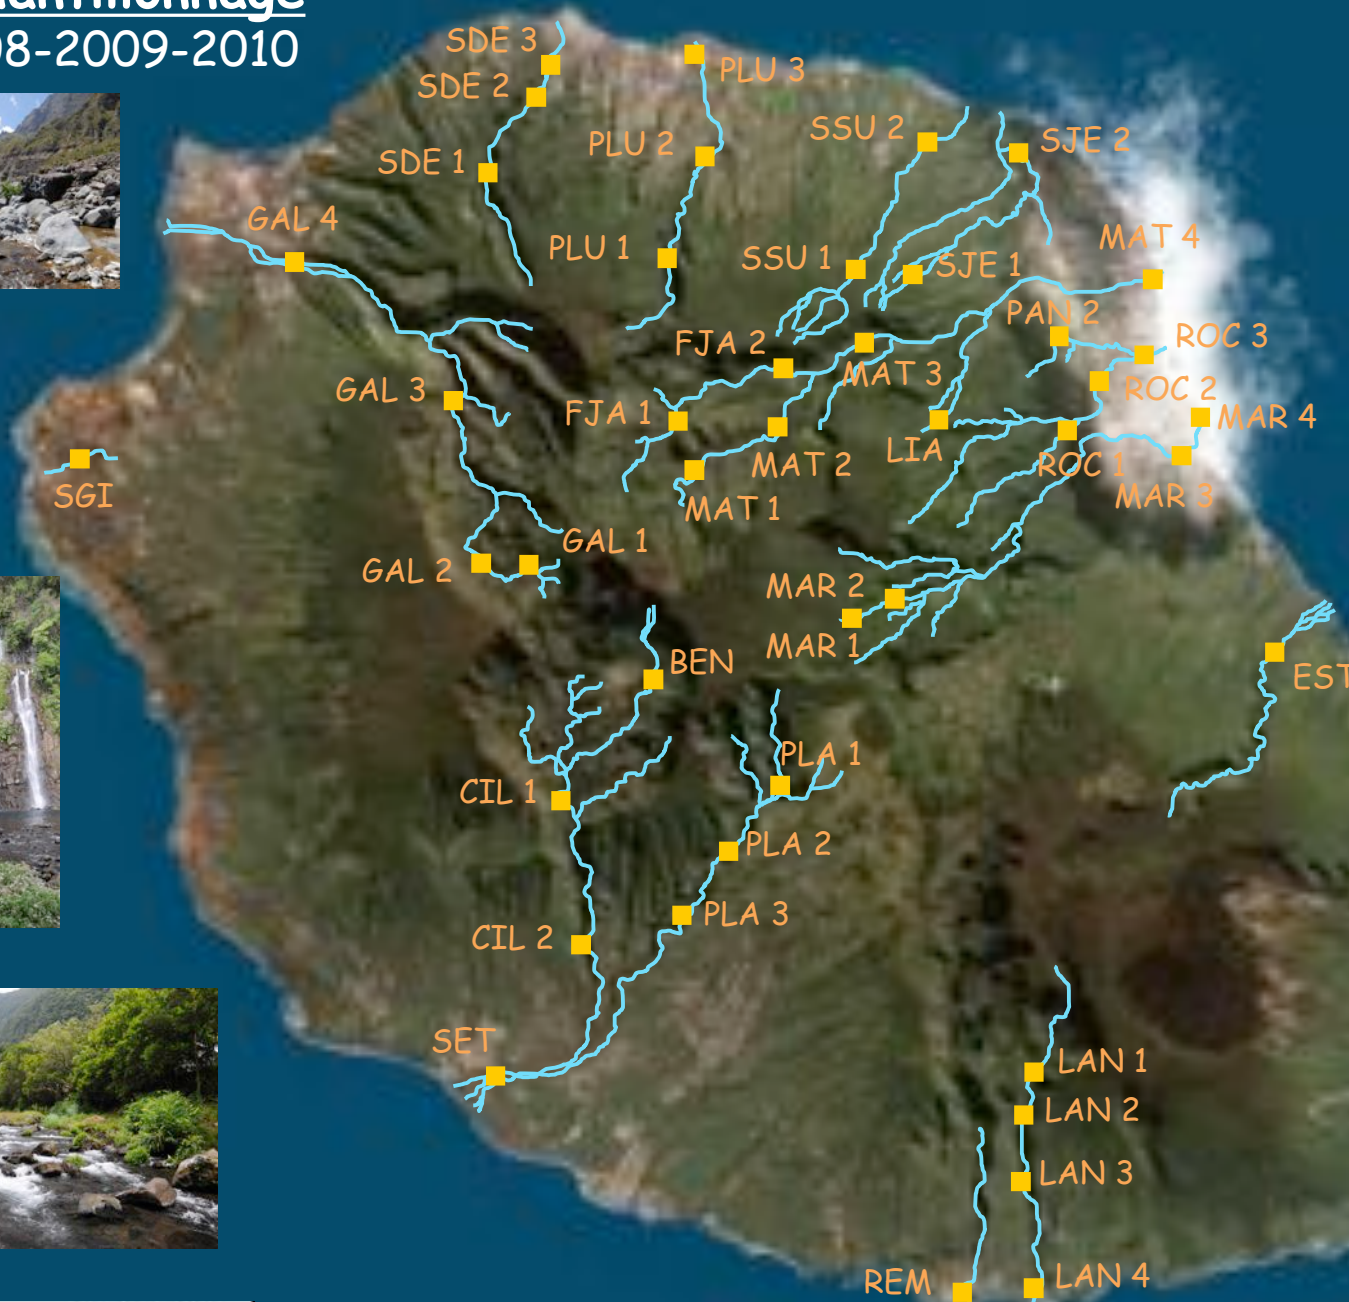 98-2009-2010
SDE 3
PLU 3
SDE 2
SSU 2
SJE 2
PLU 2
SDE 1
GAL 4
MAT 4
PLU 1
SSU 1
SJE 1
PAN 2
ROC 3
FJA 2
MAT 3
GAL 3
ROC 2
FJA 1
MAR 4
LIA
MAT 2
ROC 1
SGI
MAR 3
MAT 1
GAL 1
GAL 2
MAR 2
MAR 1
BEN
EST
PLA 1
CIL 1
PLA 2
PLA 3
CIL 2
SET
LAN 1
LAN 2
LAN 3
REM
LAN 4